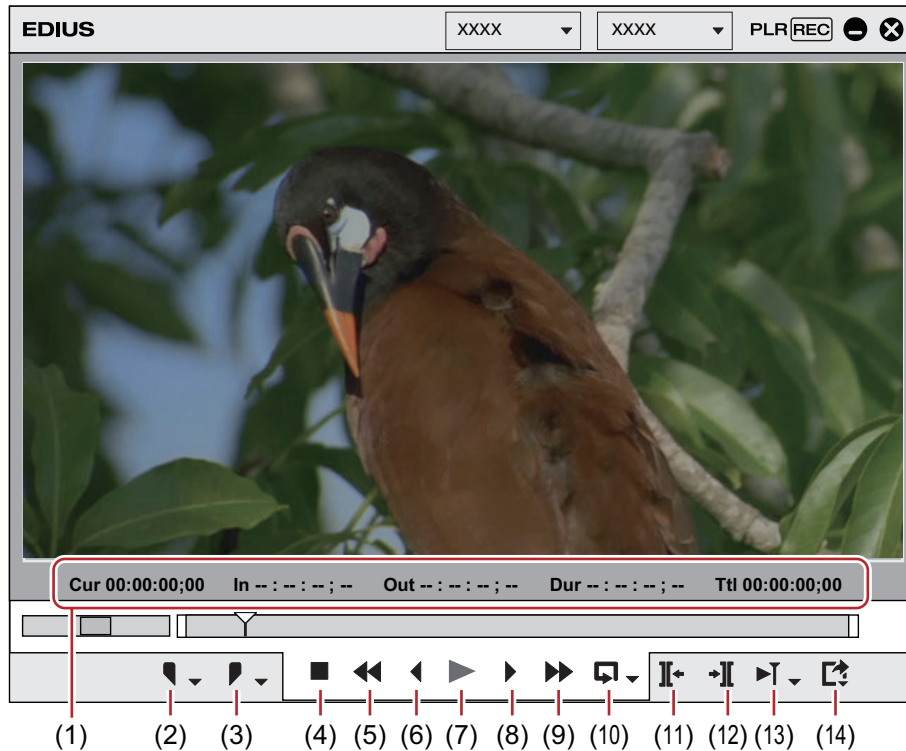 EDIUS XXXX XXXX PLR REC
Cur 00:00:00;00 In -- : -- : -- ; -- Out -- : -- : -- ; -- Dur -- : -- : -- ; -- Ttl 00:00:00;00
(1) (2) (3) (4) (5) (6) (7) (8) (9) (10) (11) (12) (13) (14)